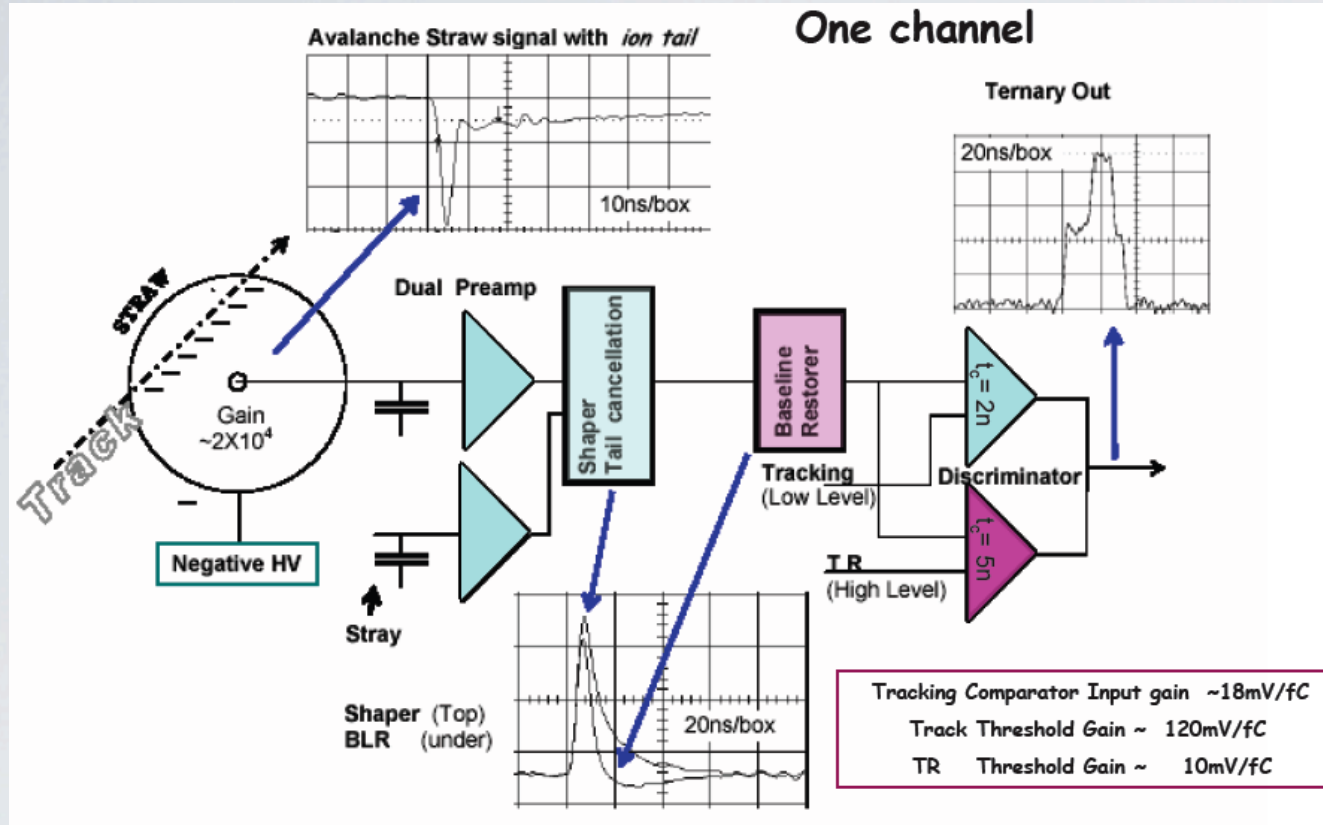 One channel
Avalanche Straw signal with ion tail
10ns/box
Ternary Out
20ns/box
STRAW
Track
Gain
~2X10⁴
−
Negative HV
Dual Preamp
Stray
Shaper
Tail cancellation
Baseline
Restorer
Tracking
(Low Level)
Discriminator
t_c = 2n
t_c = 5n
T R
(High Level)
Shaper (Top)
BLR (under)
20ns/box
Tracking Comparator Input gain ~18mV/fC
Track Threshold Gain ~ 120mV/fC
TR Threshold Gain ~ 10mV/fC